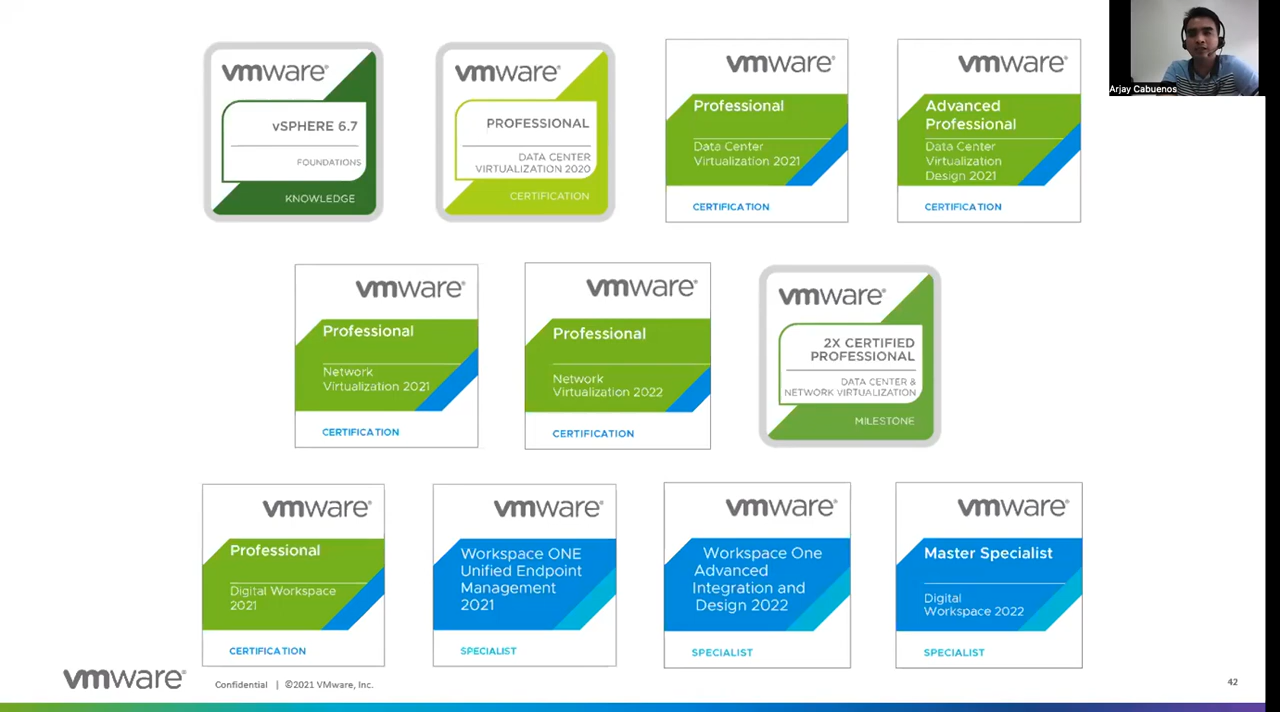 vmware®
vSPHERE 6.7
FOUNDATIONS
KNOWLEDGE
vmware®
PROFESSIONAL
DATA CENTER
VIRTUALIZATION 2020
CERTIFICATION
vmware®
Professional
Data Center
Virtualization 2021
CERTIFICATION
vmware®
Advanced
Professional
Data Center
Virtualization
Design 2021
CERTIFICATION
Arjay Cabuenos
vmware®
Professional
Network
Virtualization 2021
CERTIFICATION
vmware®
Professional
Network
Virtualization 2022
CERTIFICATION
vmware®
2X CERTIFIED
PROFESSIONAL
DATA CENTER &
NETWORK VIRTUALIZATION
MILESTONE
vmware®
Professional
Digital Workspace
2021
CERTIFICATION
vmware®
Workspace ONE
Unified Endpoint
Management
2021
SPECIALIST
vmware®
Workspace One
Advanced
Integration and
Design 2022
SPECIALIST
vmware®
Master Specialist
Digital
Workspace 2022
SPECIALIST
vmware®
Confidential | ©2021 VMware, Inc.
42